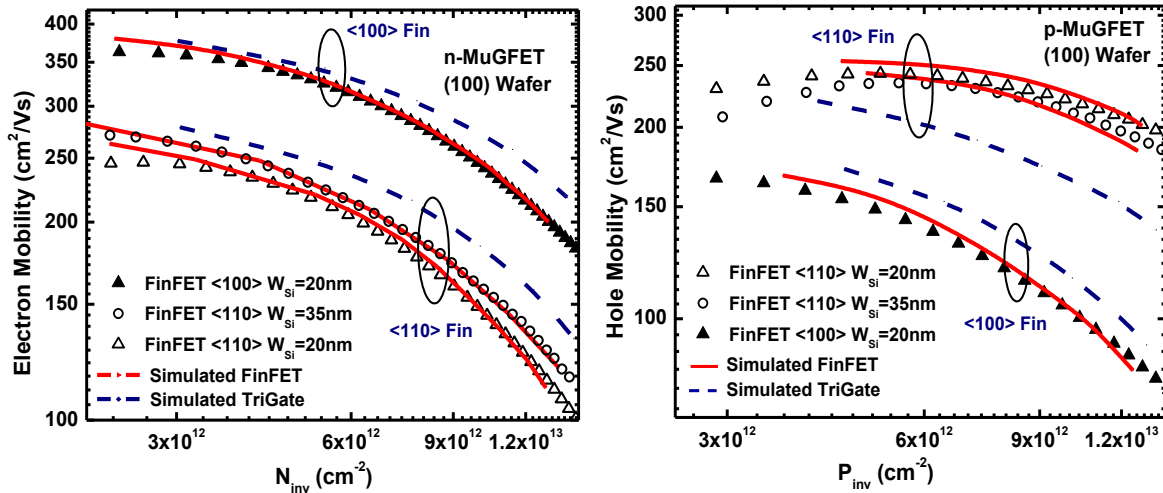 Electron Mobility (cm²/Vs)
400
350
300
250
200
150
100
<100> Fin
n-MuGFET
(100) Wafer
FinFET <100> W_Si=20nm
FinFET <110> W_Si=35nm
FinFET <110> W_Si=20nm
<110> Fin
Simulated FinFET
Simulated TriGate
3x10¹²
6x10¹²
9x10¹²
1.2x10¹³
N_inv (cm⁻²)
Hole Mobility (cm²/Vs)
300
250
200
150
100
<110> Fin
p-MuGFET
(100) Wafer
FinFET <110> W_Si=20nm
FinFET <110> W_Si=35nm
FinFET <100> W_Si=20nm
<100> Fin
Simulated FinFET
Simulated TriGate
3x10¹²
6x10¹²
9x10¹²
1.2x10¹³
P_inv (cm⁻²)